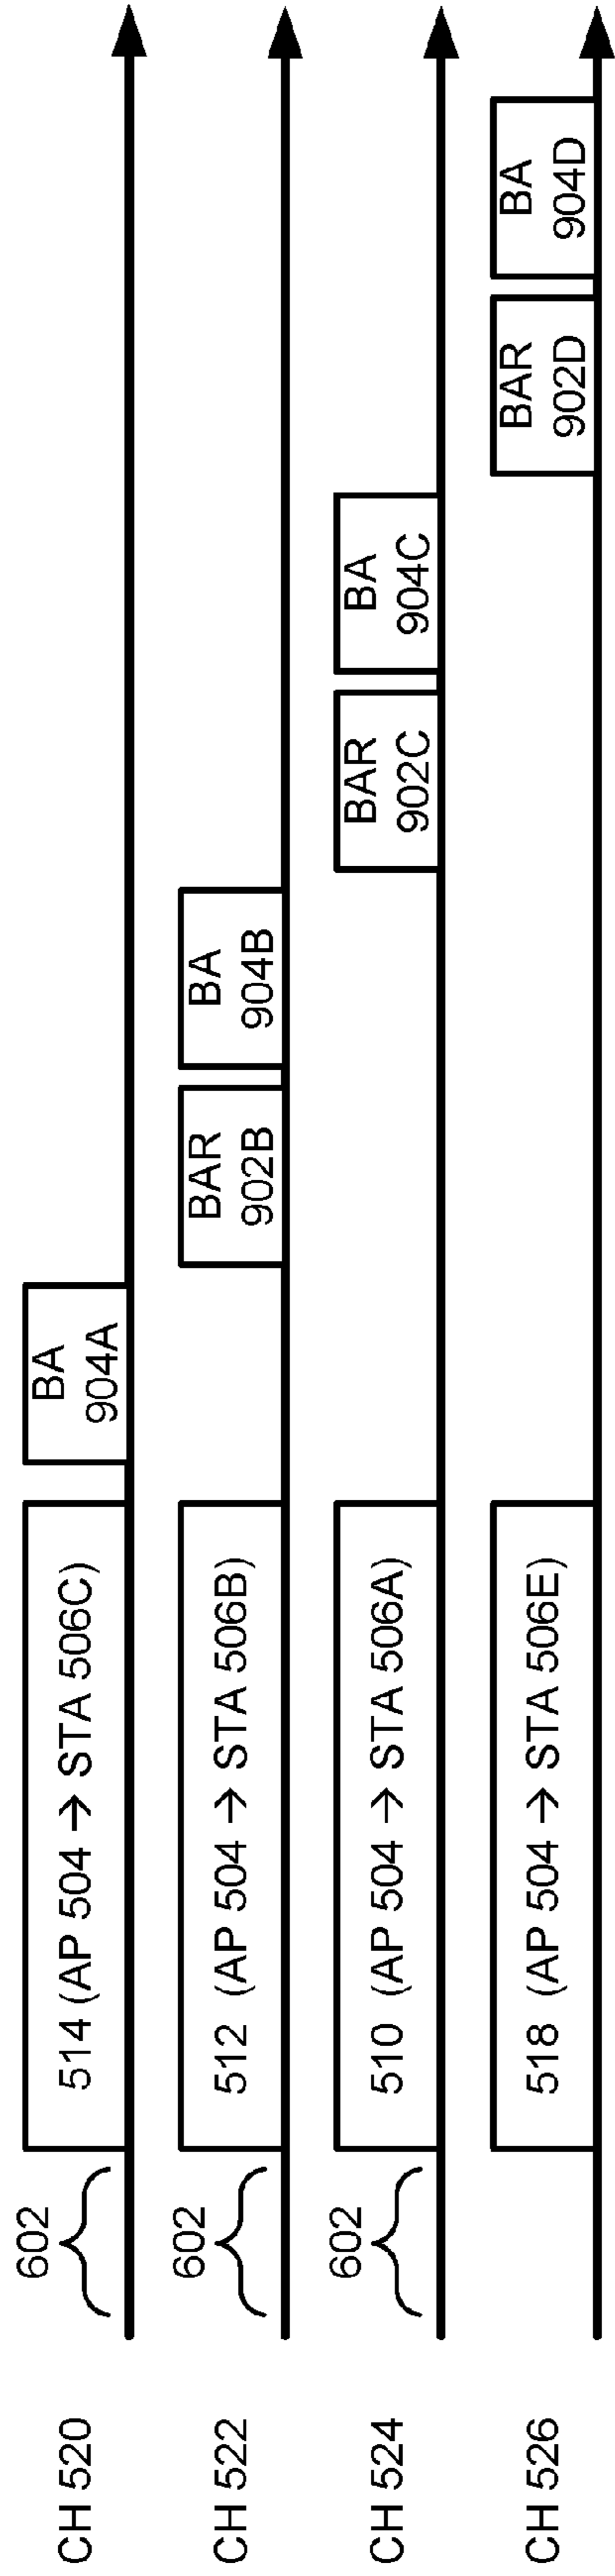 602
CH 520
514 (AP 504 → STA 506C)
BA
904A
602
CH 522
512 (AP 504 → STA 506B)
BAR
902B
BA
904B
602
CH 524
510 (AP 504 → STA 506A)
BAR
902C
BA
904C
CH 526
518 (AP 504 → STA 506E)
BAR
902D
BA
904D